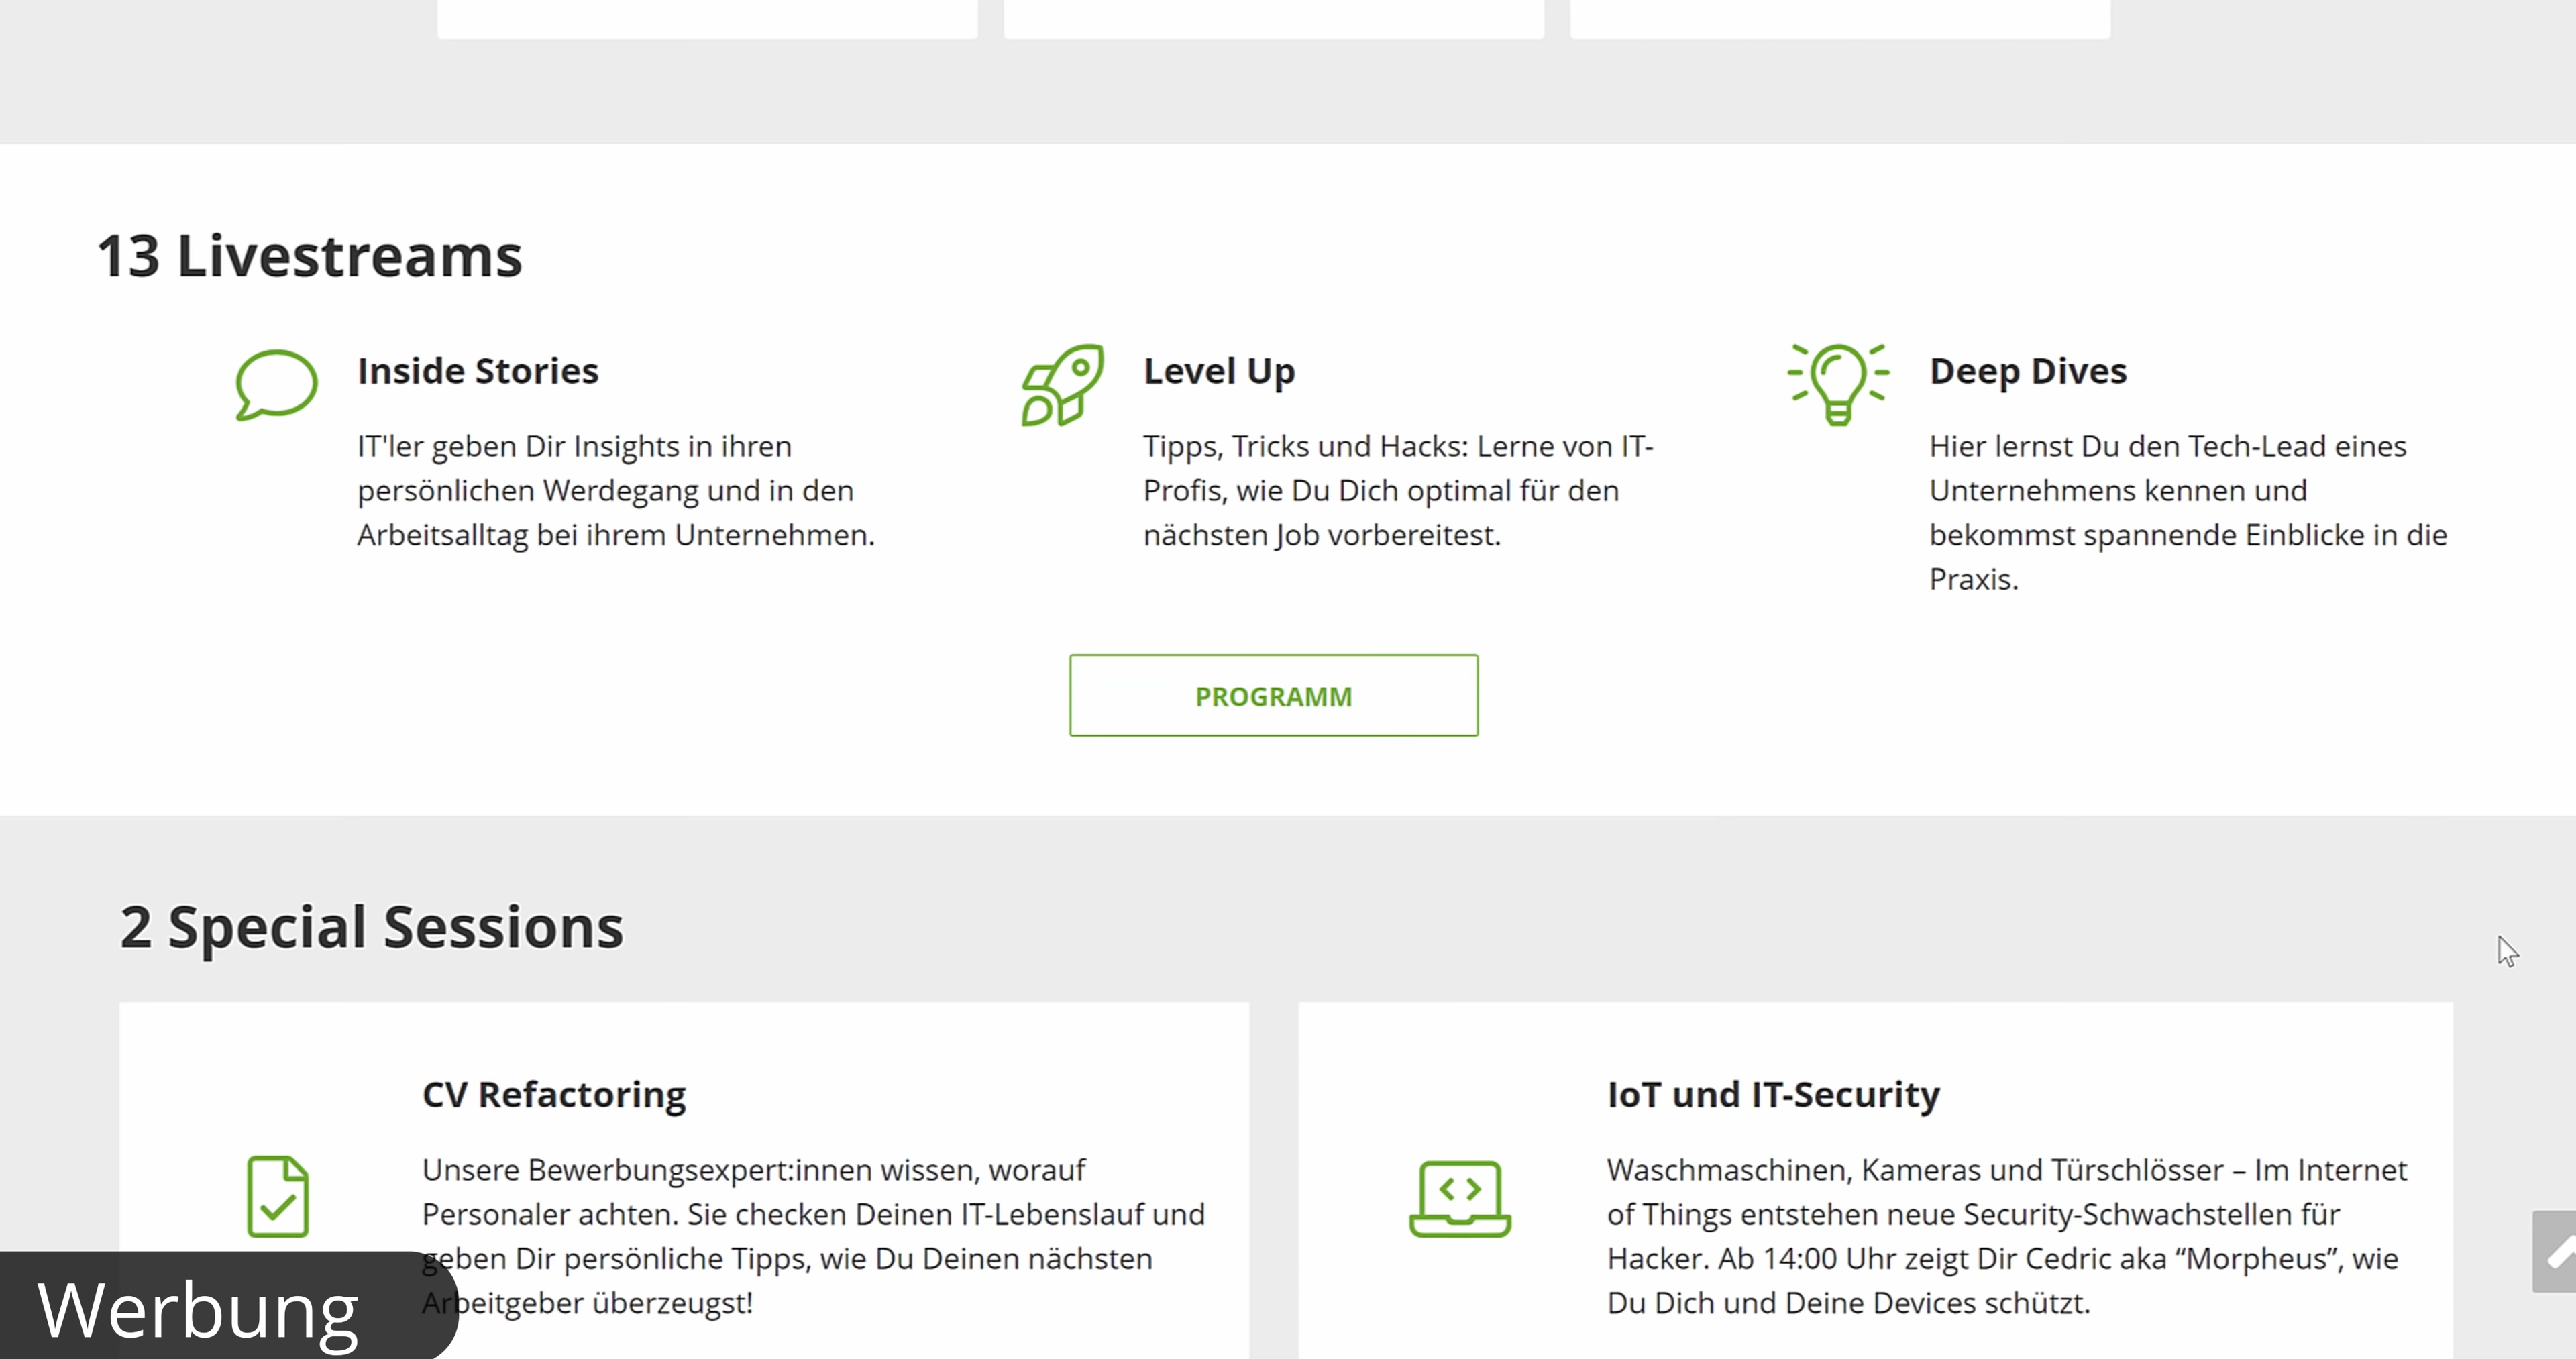 13 Livestreams
Inside Stories
IT'ler geben Dir Insights in ihren
persönlichen Werdegang und in den
Arbeitsalltag bei ihrem Unternehmen.
Level Up
Tipps, Tricks und Hacks: Lerne von IT-
Profis, wie Du Dich optimal für den
nächsten Job vorbereitest.
Deep Dives
Hier lernst Du den Tech-Lead eines
Unternehmens kennen und
bekommst spannende Einblicke in die
Praxis.
PROGRAMM
2 Special Sessions
CV Refactoring
Unsere Bewerbungsexpert:innen wissen, worauf
Personaler achten. Sie checken Deinen IT-Lebenslauf und
geben Dir persönliche Tipps, wie Du Deinen nächsten
Arbeitgeber überzeugst!
IoT und IT-Security
Waschmaschinen, Kameras und Türschlösser – Im Internet
of Things entstehen neue Security-Schwachstellen für
Hacker. Ab 14:00 Uhr zeigt Dir Cedric aka “Morpheus”, wie
Du Dich und Deine Devices schützt.
Werbung